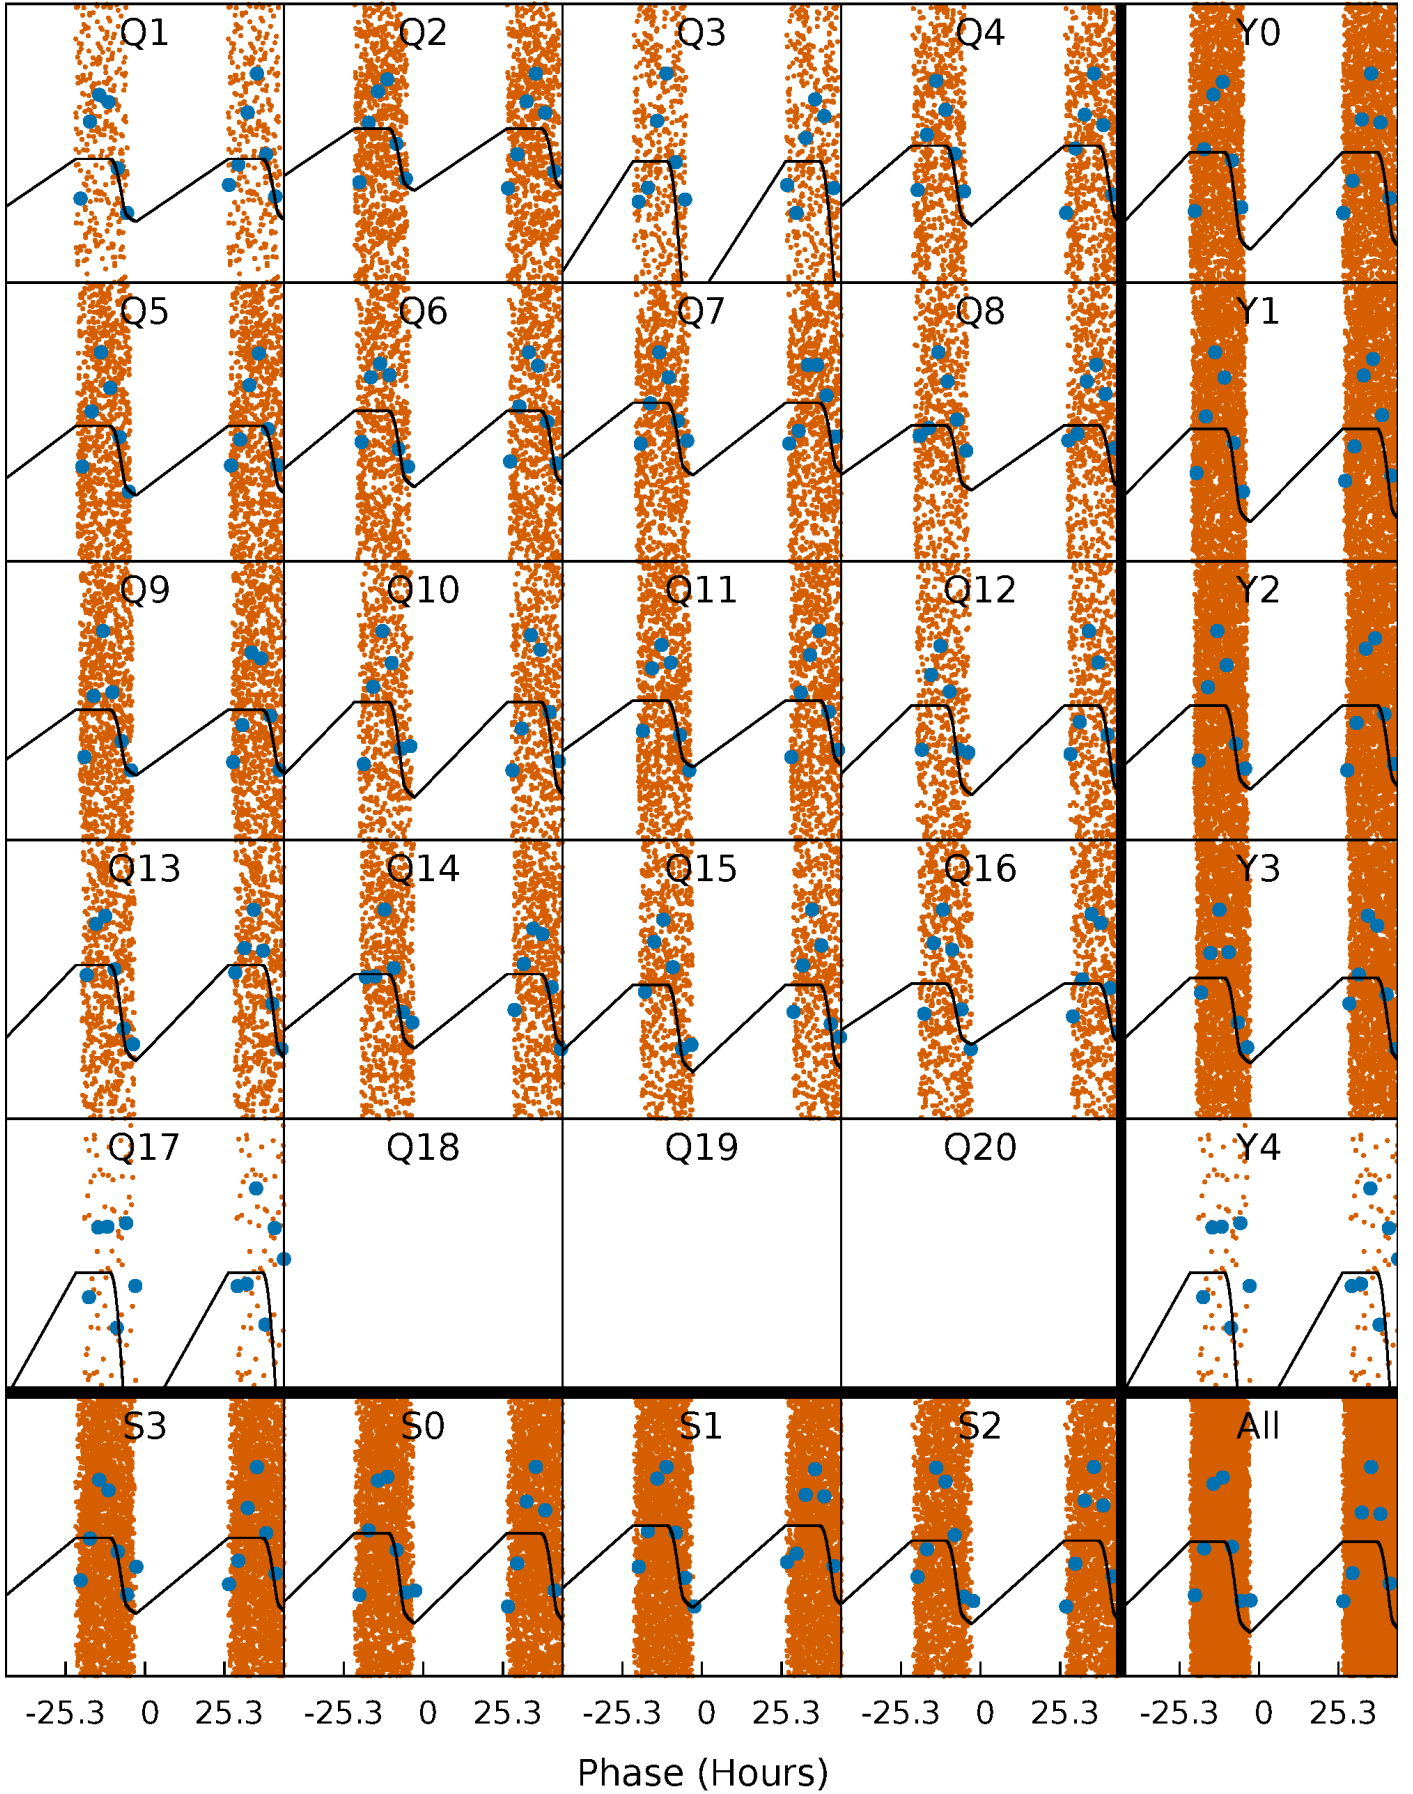 Q1 Q2 Q3 Q4 Y0
Q5 Q6 Q7 Q8 Y1
Q9 Q10 Q11 Q12 Y2
Q13 Q14 Q15 Q16 Y3
Q17 Q18 Q19 Q20 Y4
S3 S0 S1 S2 All
-25.3 0 25.3 -25.3 0 25.3 -25.3 0 25.3 -25.3 0 25.3 -25.3 0 25.3
Phase (Hours)